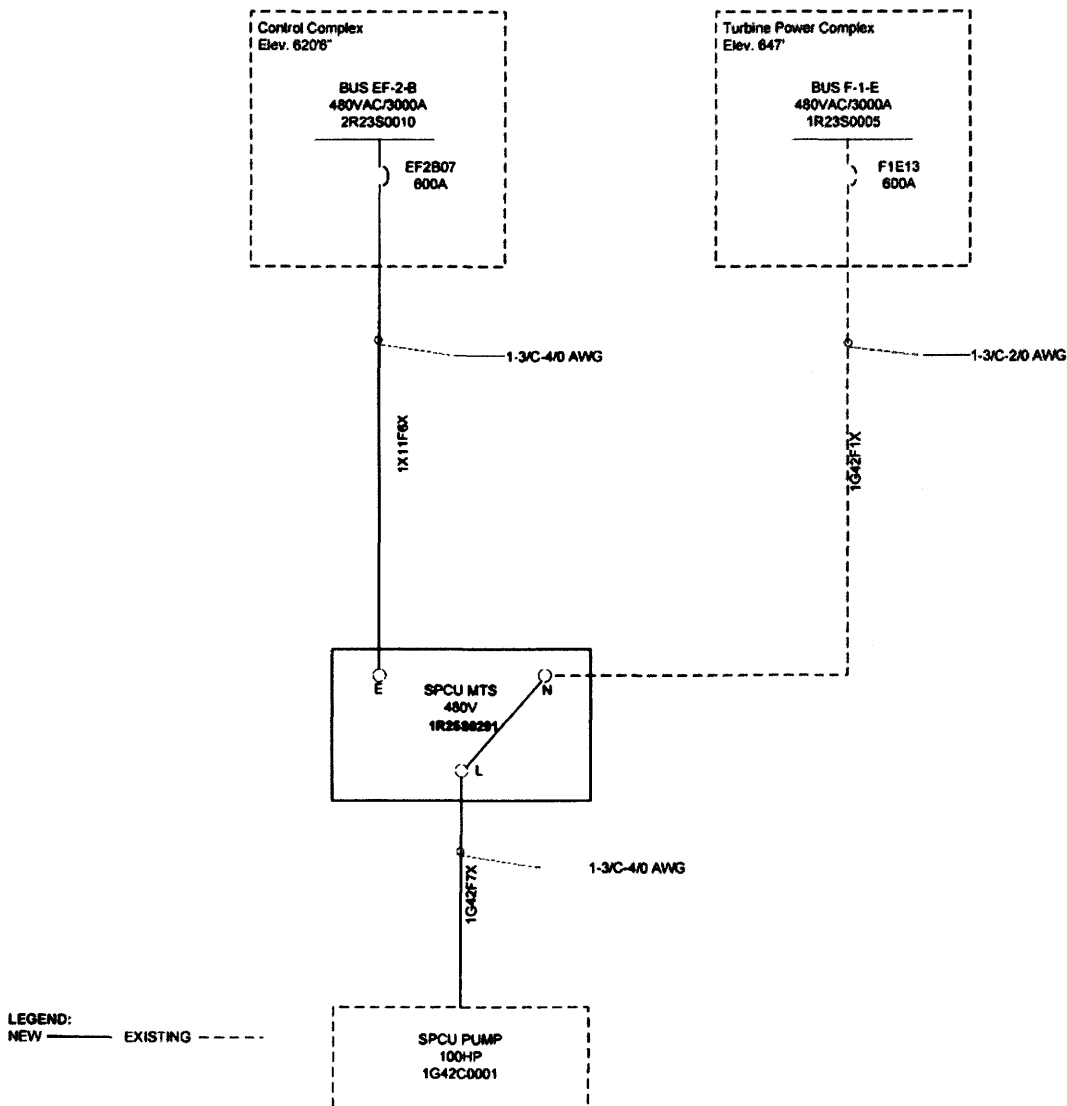 Control Complex
Elev. 620'6"
BUS EF-2-B
480VAC/3000A
2R23S0010
EF2B07
600A
Turbine Power Complex
Elev. 647'
BUS F-1-E
480VAC/3000A
1R23S0005
F1E13
600A
1-3/C-4/0 AWG
1-3/C-2/0 AWG
1X11F6X
1G42F1X
E
SPCU MTS
480V
1R25S0291
N
L
1-3/C-4/0 AWG
1G42F7X
LEGEND:
NEW EXISTING
SPCU PUMP
100HP
1G42C0001